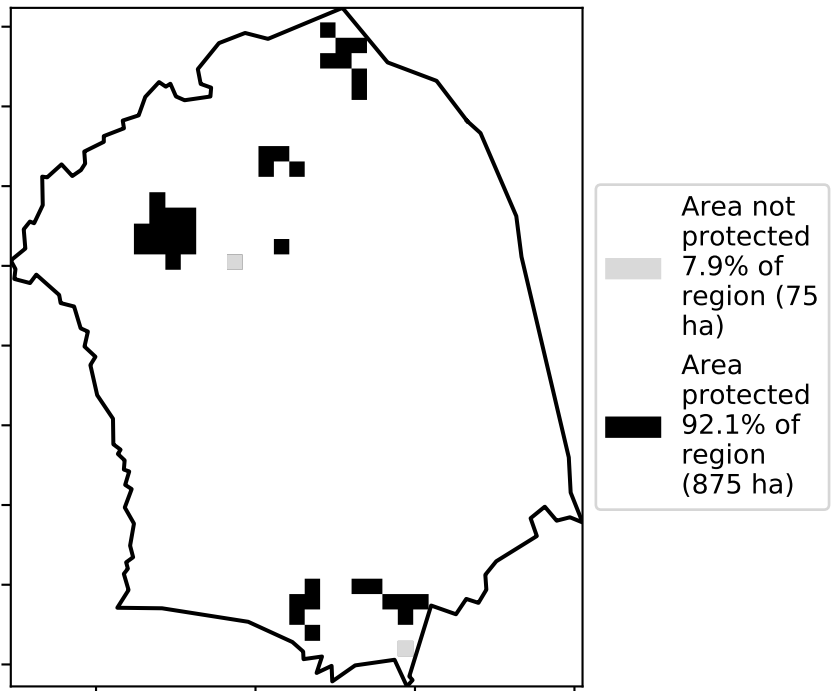 Area not
protected
7.9% of
region (75
ha)
Area
protected
92.1% of
region
(875 ha)